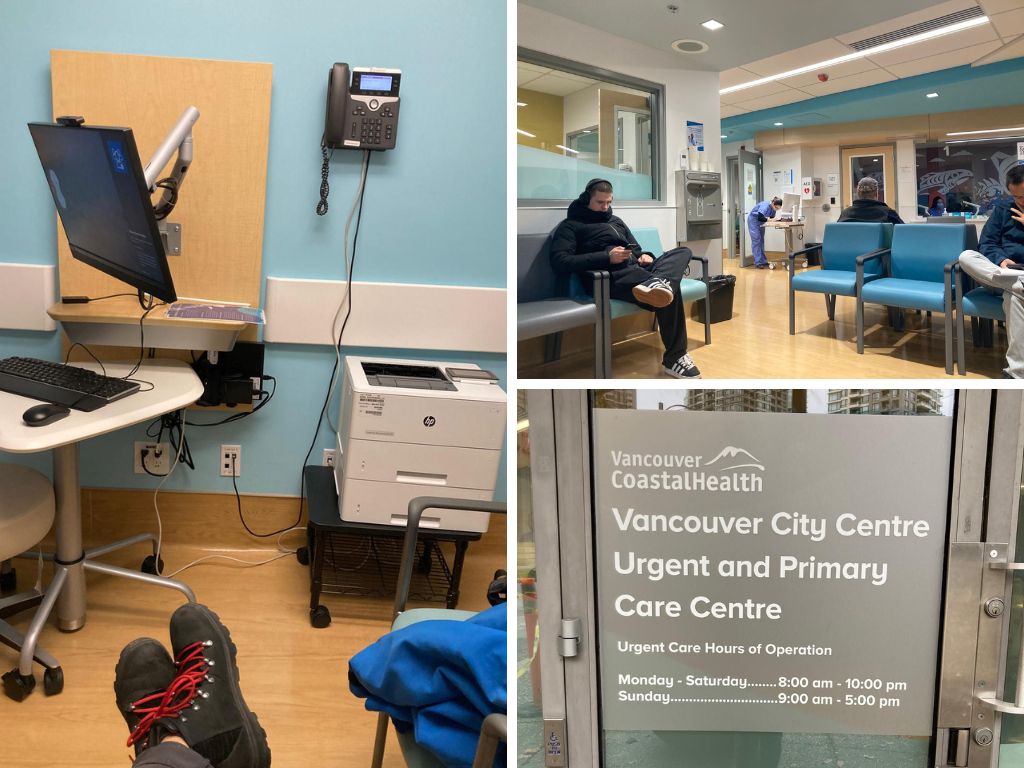 hp
AED
Vancouver
CoastalHealth
Vancouver City Centre
Urgent and Primary
Care Centre
Urgent Care Hours of Operation
Monday - Saturday........8:00 am - 10:00 pm
Sunday..............................9:00 am - 5:00 pm